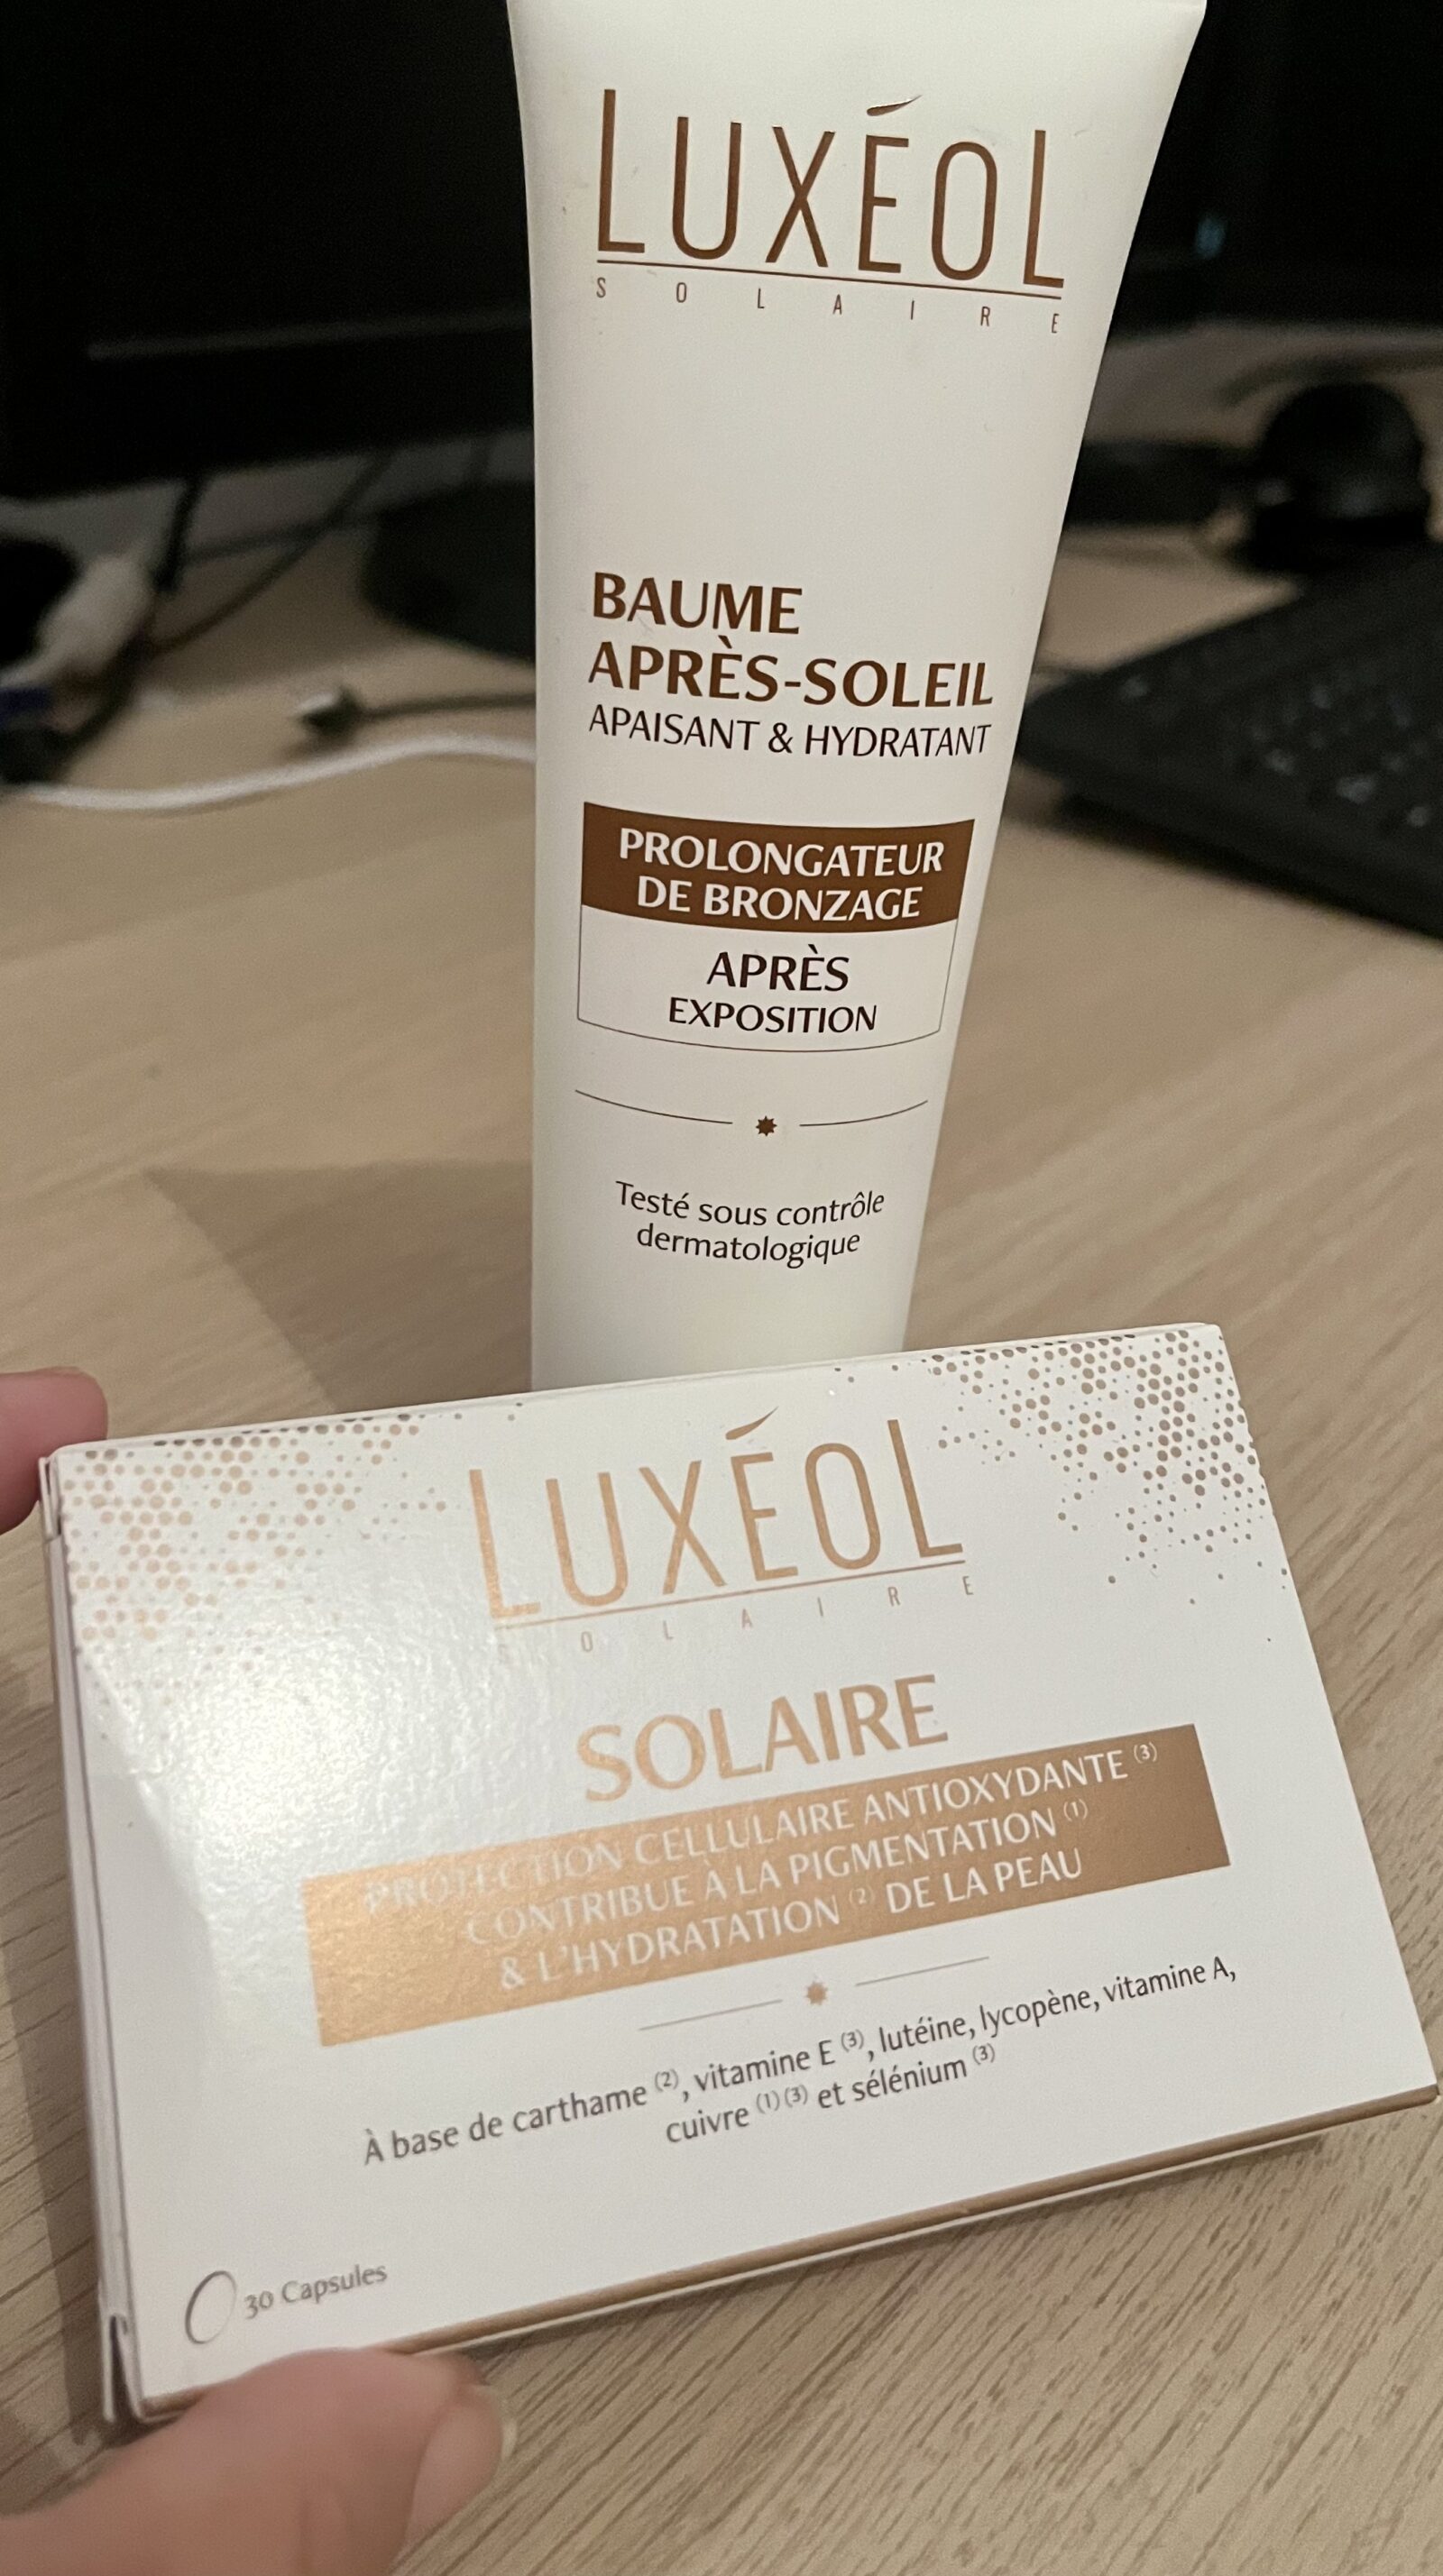 LUXÉOL
SOLAIRE
BAUME
APRÈS-SOLEIL
APAISANT & HYDRATANT
PROLONGATEUR
DE BRONZAGE
APRÈS
EXPOSITION
Testé sous contrôle
dermatologique
LUXÉOL
SOLAIRE
SOLAIRE
PROTECTION CELLULAIRE ANTIOXYDANTE (3)
CONTRIBUE À LA PIGMENTATION (1)
& L'HYDRATATION (2) DE LA PEAU
À base de carthame (2), vitamine E (3), lutéine, lycopène, vitamine A,
cuivre (1) (3) et sélénium (3)
30 Capsules